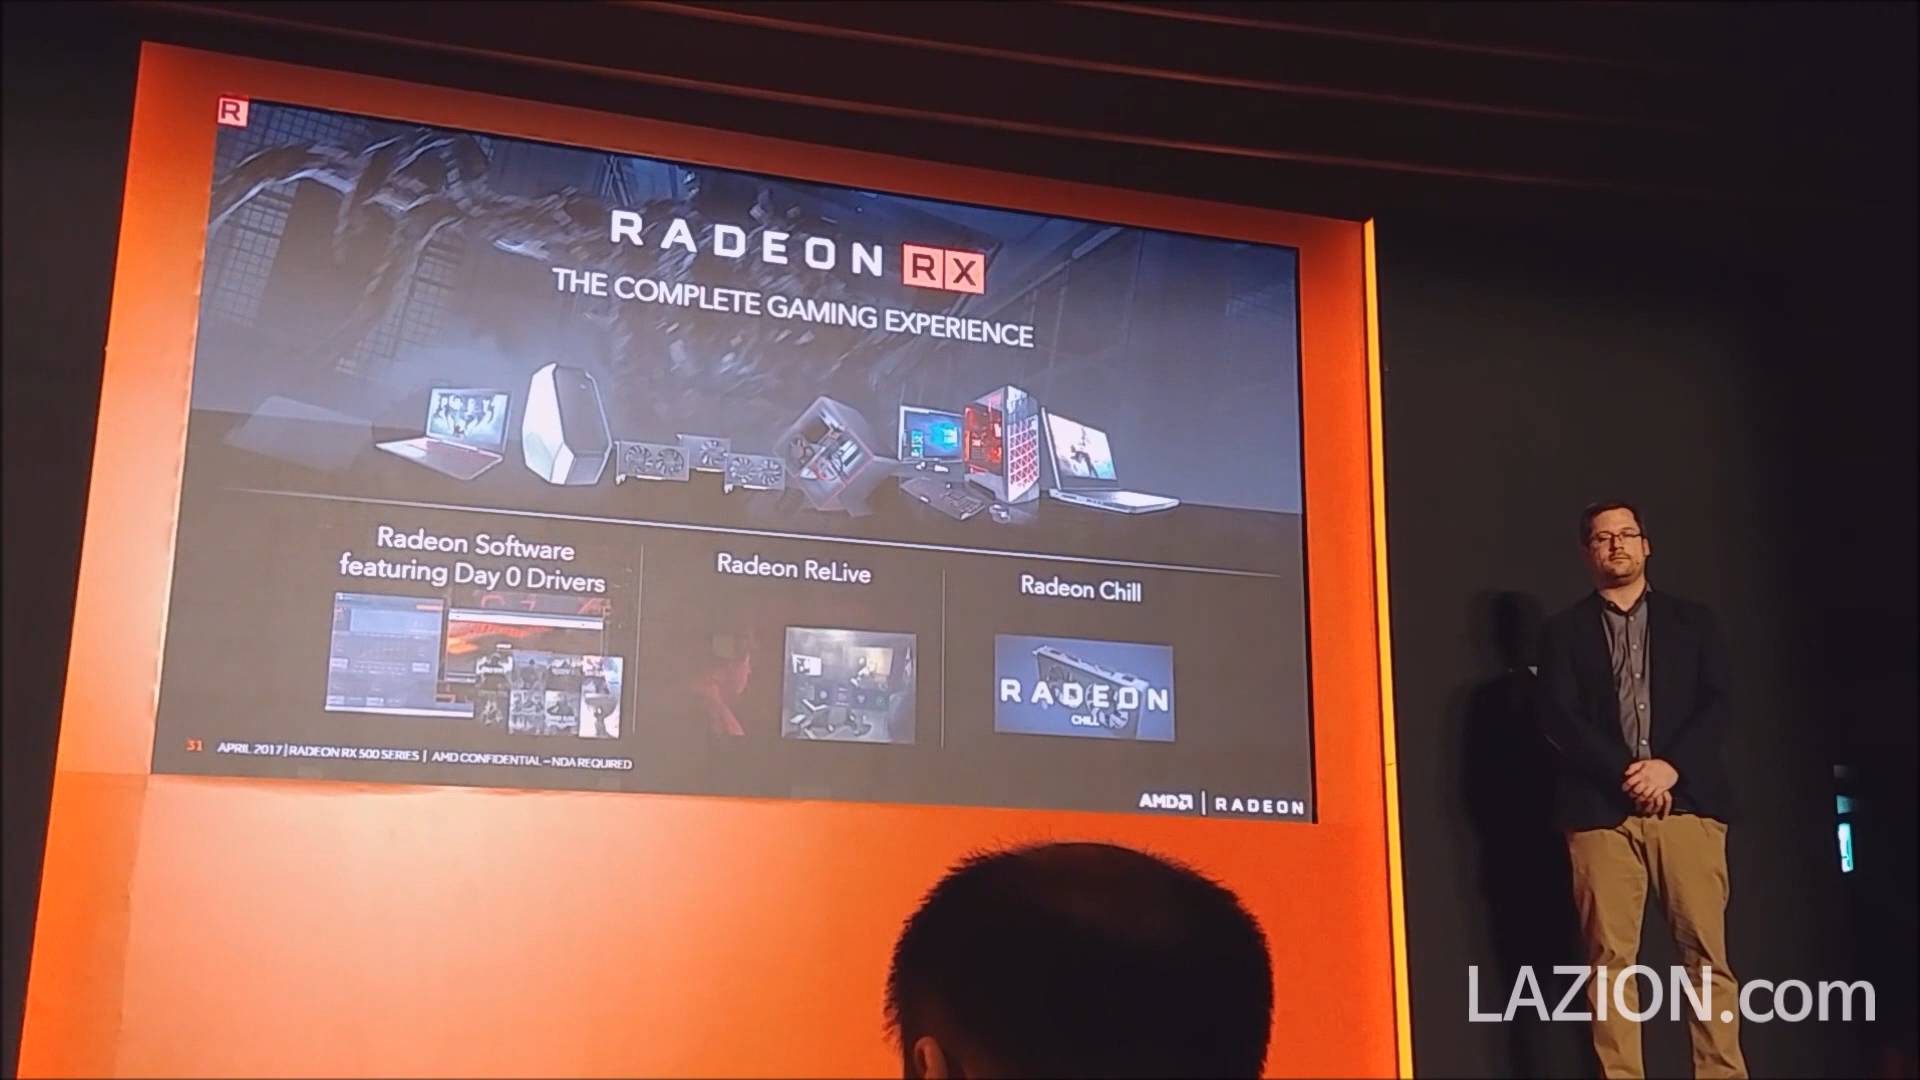 R
RADEON RX
THE COMPLETE GAMING EXPERIENCE
Radeon Software
featuring Day 0 Drivers
Radeon ReLive
Radeon Chill
RADEON
CHILL
31 APRIL 2017 | RADEON RX 500 SERIES | AMD CONFIDENTIAL – NDA REQUIRED
AMD | RADEON
LAZION.com